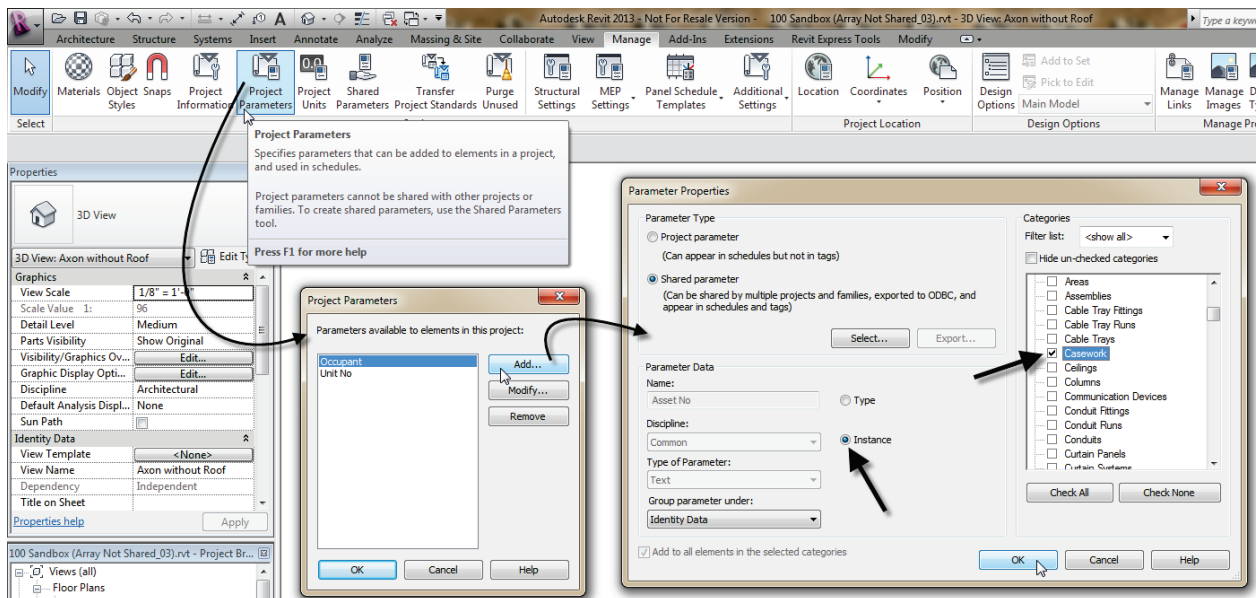 Autodesk Revit 2013 - Not For Resale Version - 100 Sandbox (Array Not Shared_03).rvt - 3D View: Axon without Roof
Type a keyw
Architecture Structure Systems Insert Annotate Analyze Massing & Site Collaborate View Manage Add-Ins Extensions Revit Express Tools Modify
Modify Materials Object Styles Snaps Project Information Project Parameters Project Units Shared Parameters Transfer Project Standards Purge Unused Structural Settings MEP Settings Panel Schedule Templates Additional Settings Location Coordinates Position Design Options
Add to Set
Pick to Edit
Main Model
Manage Links Manage Images
Select
Project Location
Design Options
Manage Pro
Project Parameters
Specifies parameters that can be added to elements in a project,
and used in schedules.
Project parameters cannot be shared with other projects or
families. To create shared parameters, use the Shared Parameters
tool.
Press F1 for more help
Properties
3D View
3D View: Axon without Roof
Edit Ty
Graphics
View Scale 1/8" = 1'-0"
Scale Value 1: 96
Detail Level Medium
Parts Visibility Show Original
Visibility/Graphics Ov... Edit...
Graphic Display Opti... Edit...
Discipline Architectural
Default Analysis Displ... None
Sun Path
Identity Data
View Template <None>
View Name Axon without Roof
Dependency Independent
Title on Sheet
Properties help
Apply
100 Sandbox (Array Not Shared_03).rvt - Project Br...
Views (all)
Floor Plans
Project Parameters
Parameters available to elements in this project:
Occupant
Unit No
Add...
Modify...
Remove
OK Cancel Help
Parameter Properties
Parameter Type
Project parameter
(Can appear in schedules but not in tags)
Shared parameter
(Can be shared by multiple projects and families, exported to ODBC, and
appear in schedules and tags)
Select... Export...
Parameter Data
Name:
Asset No
Type
Discipline:
Common
Instance
Type of Parameter:
Text
Group parameter under:
Identity Data
Add to all elements in the selected categories
Categories
Filter list: <show all>
Hide un-checked categories
Areas
Assemblies
Cable Tray Fittings
Cable Tray Runs
Cable Trays
Casework
Ceilings
Columns
Communication Devices
Conduit Fittings
Conduit Runs
Conduits
Curtain Panels
Curtain Systems
Check All Check None
OK Cancel Help